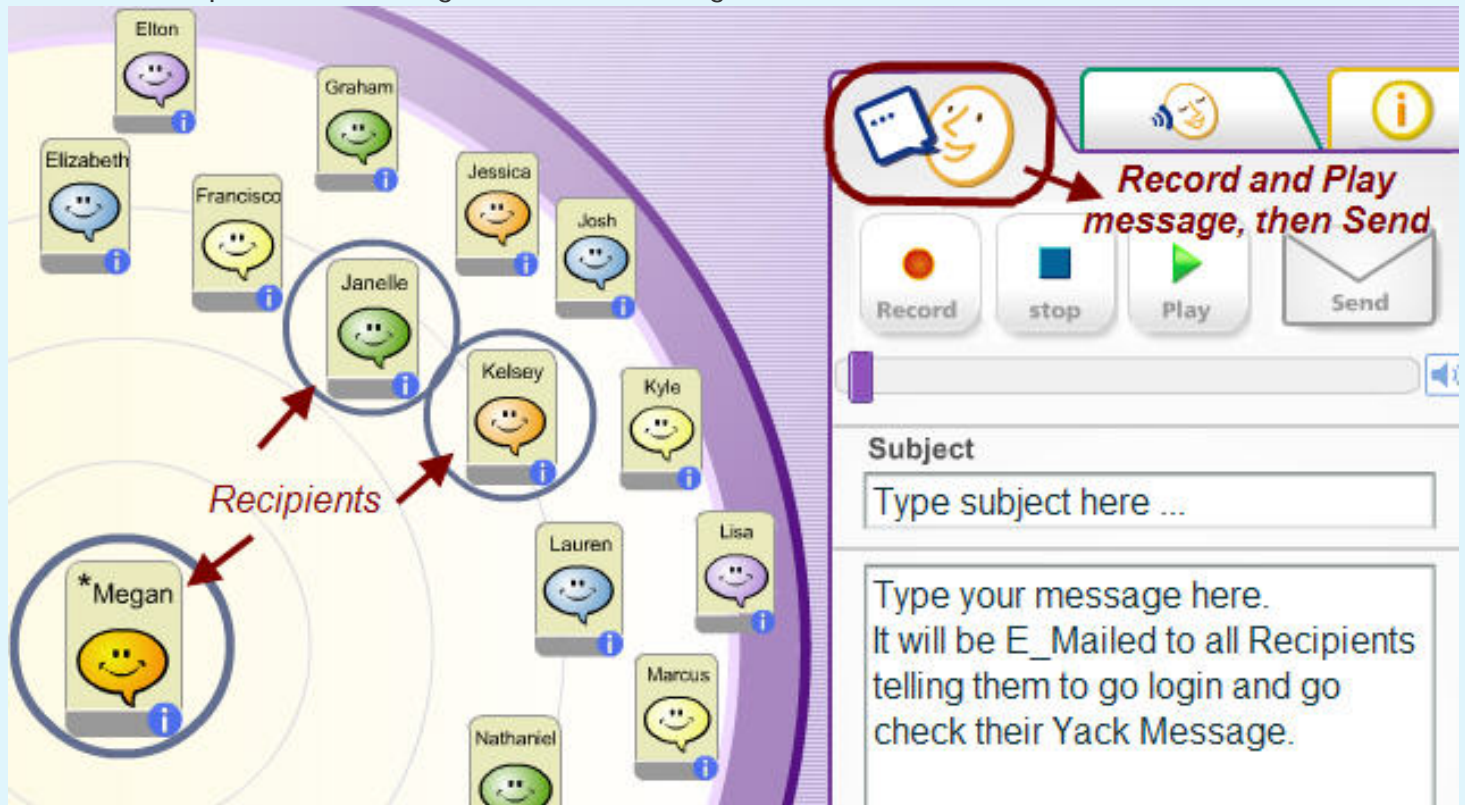 Elton
Graham
Elizabeth
Francisco
Jessica
Josh
Janelle
Kelsey
Kyle
Recipients
Lauren
Lisa
*Megan
Marcus
Nathaniel
Record and Play
message, then Send
Record
stop
Play
Send
Subject
Type subject here ...
Type your message here.
It will be E_Mailed to all Recipients
telling them to go login and go
check their Yack Message.